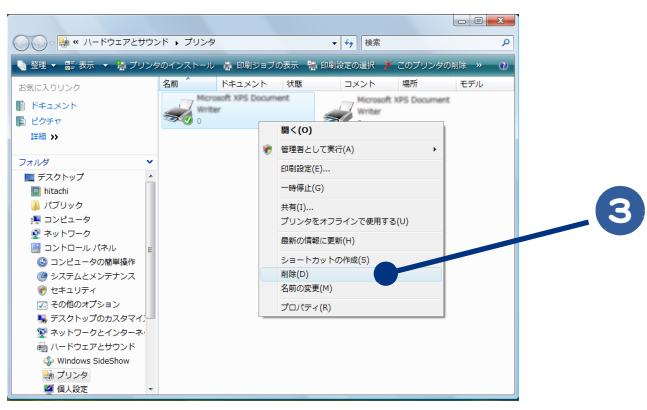 « ハードウェアとサウンド ▸ プリンタ
検索
整理 表示 プリンタのインストール 印刷ジョブの表示 印刷設定の選択 このプリンタの削除 »
お気に入りリンク
ドキュメント
ピクチャ
詳細 »
名前 ドキュメント 状態 コメント 場所 モデル
Microsoft XPS Document Writer
0
Microsoft XPS Document Writer
開く(O)
管理者として実行(A)
印刷設定(E)...
一時停止(G)
共有(I)...
プリンタをオフラインで使用する(U)
最新の情報に更新(H)
ショートカットの作成(S)
削除(D)
名前の変更(M)
プロパティ(R)
3
フォルダ
デスクトップ
hitachi
パブリック
コンピュータ
ネットワーク
コントロール パネル
コンピュータの簡単操作
システムとメンテナンス
セキュリティ
その他のオプション
デスクトップのカスタマイ
ネットワークとインターネ
ハードウェアとサウンド
Windows SideShow
プリンタ
個人設定